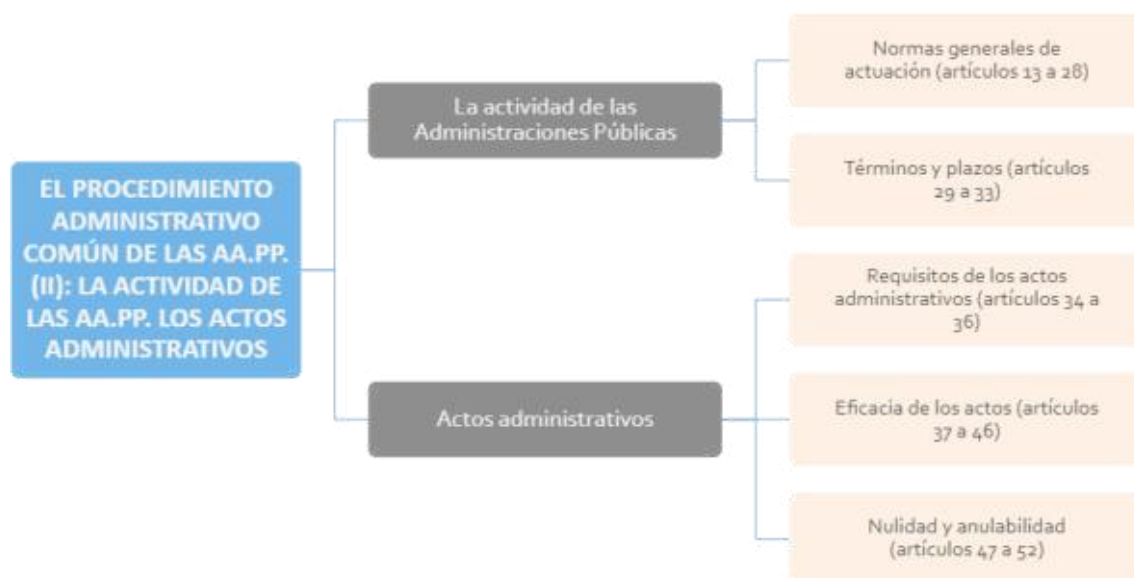 EL PROCEDIMIENTO
ADMINISTRATIVO
COMÚN DE LAS AA.PP.
(II): LA ACTIVIDAD DE
LAS AA.PP. LOS ACTOS
ADMINISTRATIVOS
La actividad de las
Administraciones Públicas
Normas generales de
actuación (artículos 13 a 28)
Términos y plazos (artículos
29 a 33)
Actos administrativos
Requisitos de los actos
administrativos (artículos 34 a
36)
Eficacia de los actos (artículos
37 a 46)
Nulidad y anulabilidad
(artículos 47 a 52)